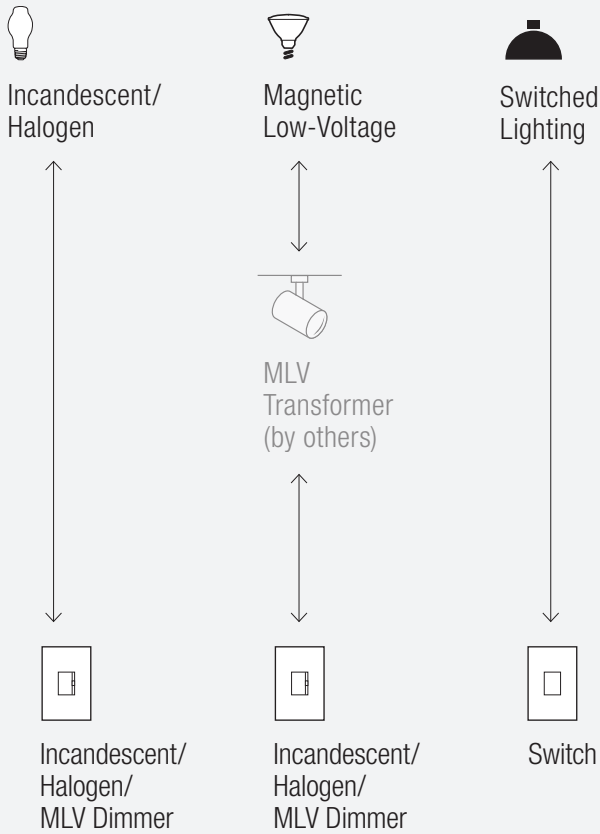 Incandescent/
Halogen
Magnetic
Low-Voltage
Switched
Lighting
MLV
Transformer
(by others)
Incandescent/
Halogen/
MLV Dimmer
Incandescent/
Halogen/
MLV Dimmer
Switch